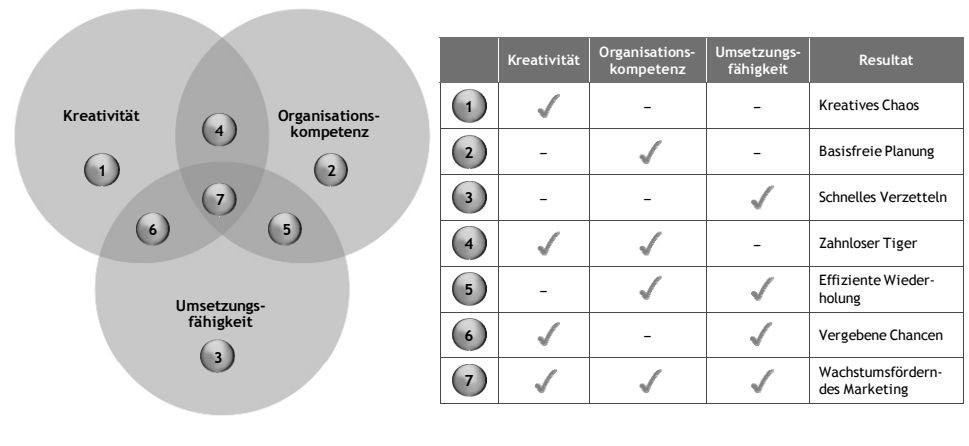 Kreativität
Organisations-
kompetenz
4
1
2
7
6
5
Umsetzungs-
fähigkeit
3
Kreativität Organisations-
kompetenz Umsetzungs-
fähigkeit Resultat
1 ✓ – – Kreatives Chaos
2 – ✓ – Basisfreie Planung
3 – – ✓ Schnelles Verzetteln
4 ✓ ✓ – Zahnloser Tiger
5 – ✓ ✓ Effiziente Wieder-
holung
6 ✓ – ✓ Vergebene Chancen
7 ✓ ✓ ✓ Wachstumsfördern-
des Marketing